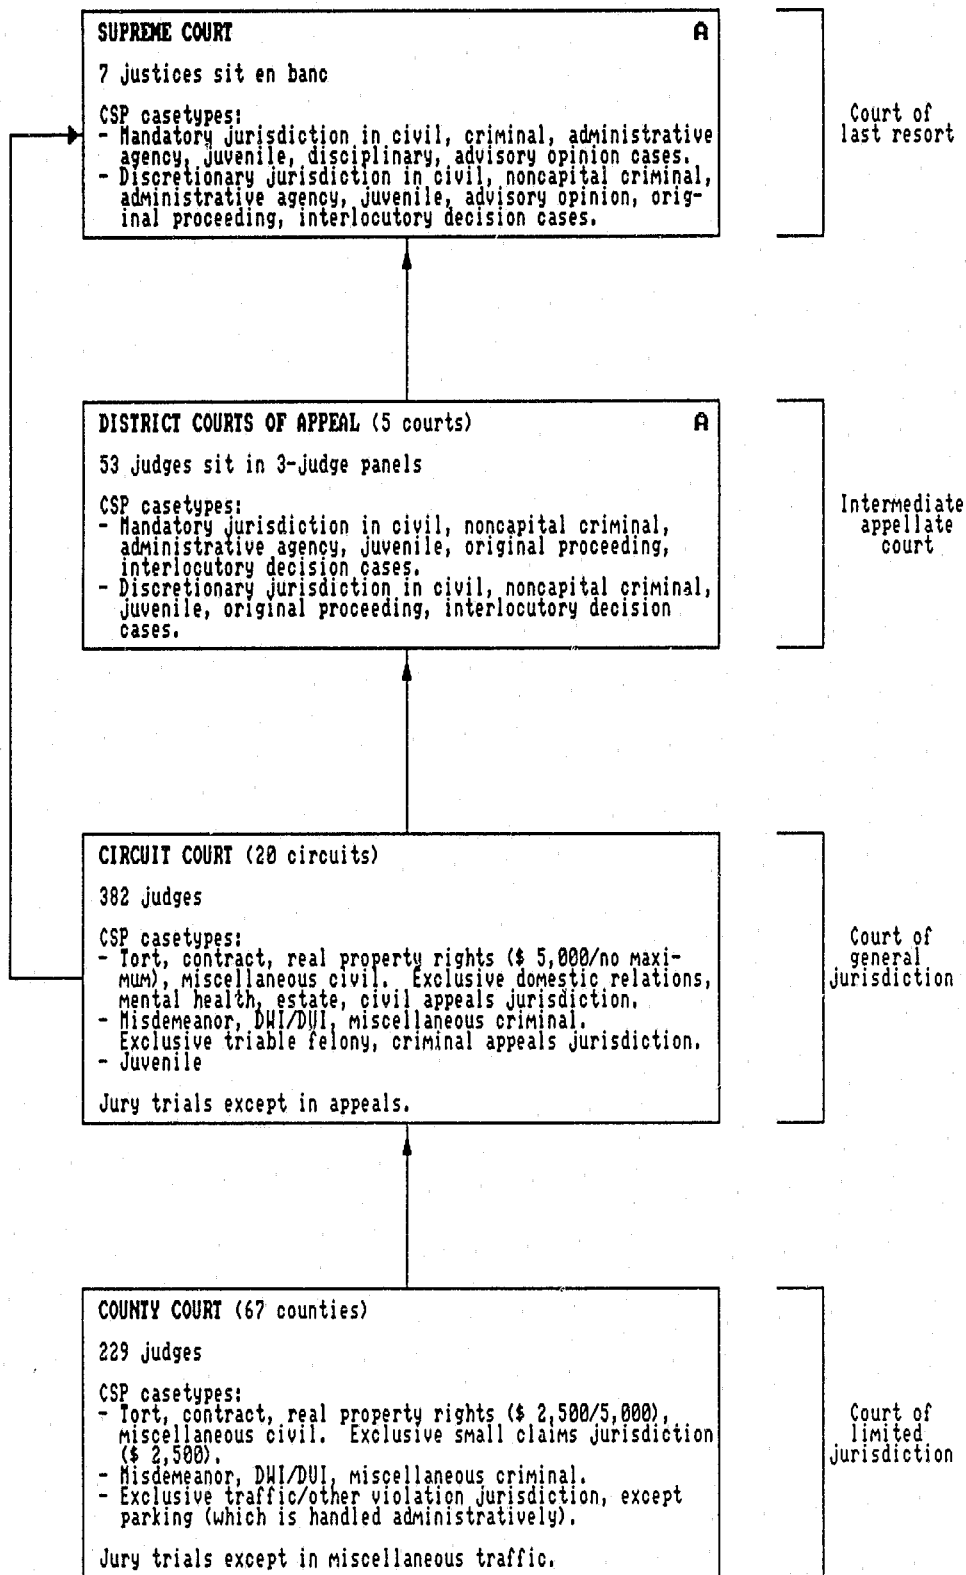 SUPREME COURT A
7 justices sit en banc
CSP casetypes:
- Mandatory jurisdiction in civil, criminal, administrative
agency, juvenile, disciplinary, advisory opinion cases.
- Discretionary jurisdiction in civil, noncapital criminal,
administrative agency, juvenile, advisory opinion, orig-
inal proceeding, interlocutory decision cases.
Court of
last resort
DISTRICT COURTS OF APPEAL (5 courts) A
53 judges sit in 3-judge panels
CSP casetypes:
- Mandatory jurisdiction in civil, noncapital criminal,
administrative agency, juvenile, original proceeding,
interlocutory decision cases.
- Discretionary jurisdiction in civil, noncapital criminal,
juvenile, original proceeding, interlocutory decision
cases.
Intermediate
appellate
court
CIRCUIT COURT (20 circuits)
382 judges
CSP casetypes:
- Tort, contract, real property rights ($ 5,000/no maxi-
mum), miscellaneous civil. Exclusive domestic relations,
mental health, estate, civil appeals jurisdiction.
- Misdemeanor, DWI/DUI, miscellaneous criminal.
Exclusive triable felony, criminal appeals jurisdiction.
- Juvenile
Jury trials except in appeals.
Court of
general
jurisdiction
COUNTY COURT (67 counties)
229 judges
CSP casetypes:
- Tort, contract, real property rights ($ 2,500/5,000),
miscellaneous civil. Exclusive small claims jurisdiction
($ 2,500).
- Misdemeanor, DWI/DUI, miscellaneous criminal.
- Exclusive traffic/other violation jurisdiction, except
parking (which is handled administratively).
Jury trials except in miscellaneous traffic.
Court of
limited
jurisdiction